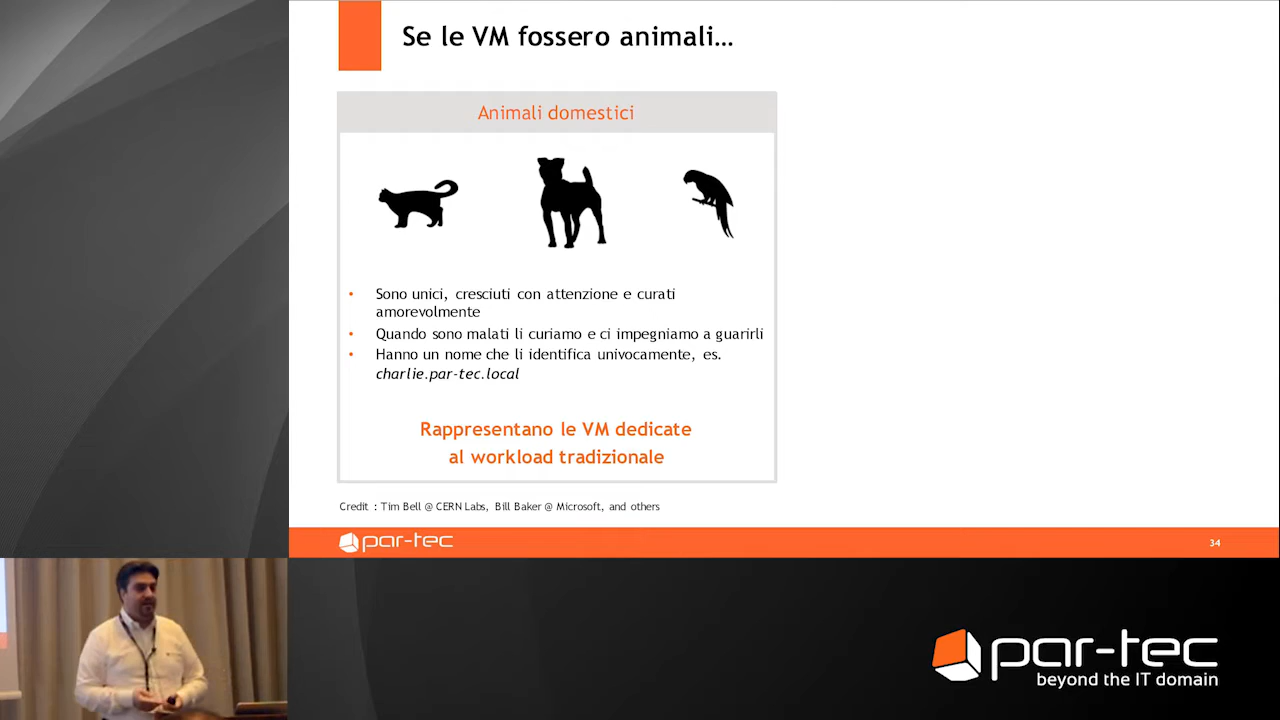 Se le VM fossero animali…
Animali domestici
• Sono unici, cresciuti con attenzione e curati
amorevolmente
• Quando sono malati li curiamo e ci impegniamo a guarirli
• Hanno un nome che li identifica univocamente, es.
charlie.par-tec.local
Rappresentano le VM dedicate
al workload tradizionale
Credit : Tim Bell @ CERN Labs, Bill Baker @ Microsoft, and others
par-tec
34
par-tec
beyond the IT domain